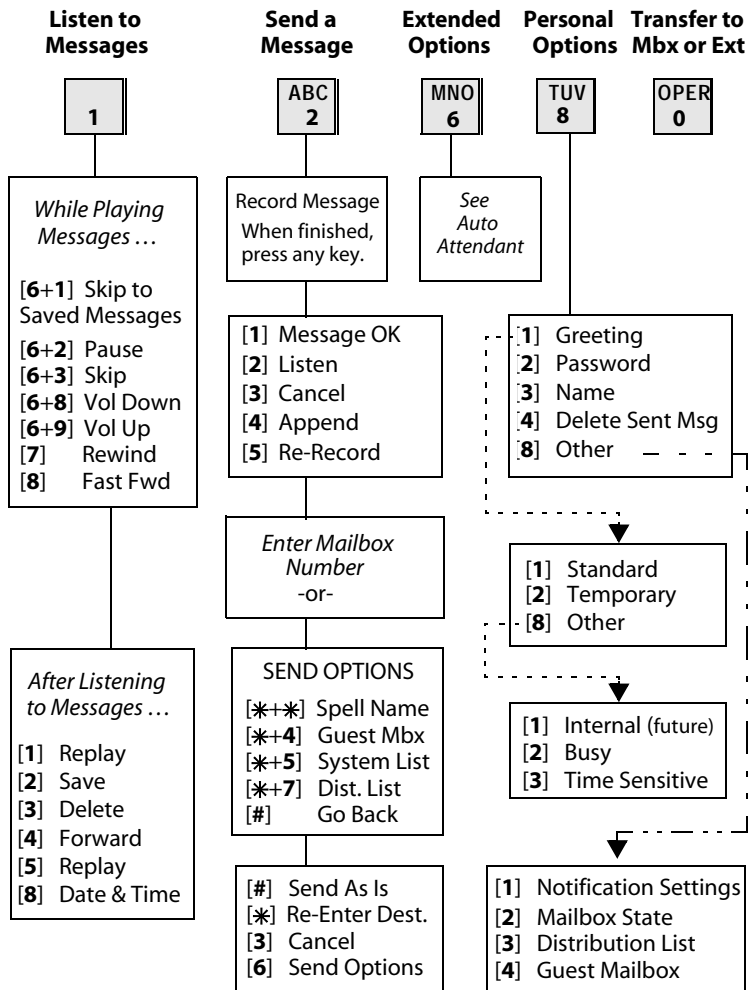 Listen to
Messages
Send a
Message
Extended
Options
Personal
Options
Transfer to
Mbx or Ext
1
ABC
2
MNO
6
TUV
8
OPER
0
While Playing
Messages …
[6+1] Skip to
Saved Messages
[6+2] Pause
[6+3] Skip
[6+8] Vol Down
[6+9] Vol Up
[7] Rewind
[8] Fast Fwd
After Listening
to Messages …
[1] Replay
[2] Save
[3] Delete
[4] Forward
[5] Replay
[8] Date & Time
Record Message
When finished,
press any key.
[1] Message OK
[2] Listen
[3] Cancel
[4] Append
[5] Re-Record
Enter Mailbox
Number
-or-
SEND OPTIONS
[*+*] Spell Name
[*+4] Guest Mbx
[*+5] System List
[*+7] Dist. List
[#] Go Back
[#] Send As Is
[*] Re-Enter Dest.
[3] Cancel
[6] Send Options
See
Auto
Attendant
[1] Greeting
[2] Password
[3] Name
[4] Delete Sent Msg
[8] Other
[1] Standard
[2] Temporary
[8] Other
[1] Internal (future)
[2] Busy
[3] Time Sensitive
[1] Notification Settings
[2] Mailbox State
[3] Distribution List
[4] Guest Mailbox